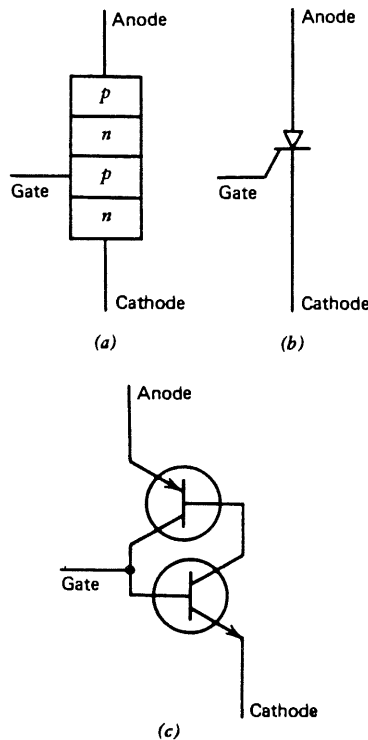 Anode
p
n
p
n
Gate
Cathode
(a)
Anode
Gate
Cathode
(b)
Anode
Gate
Cathode
(c)